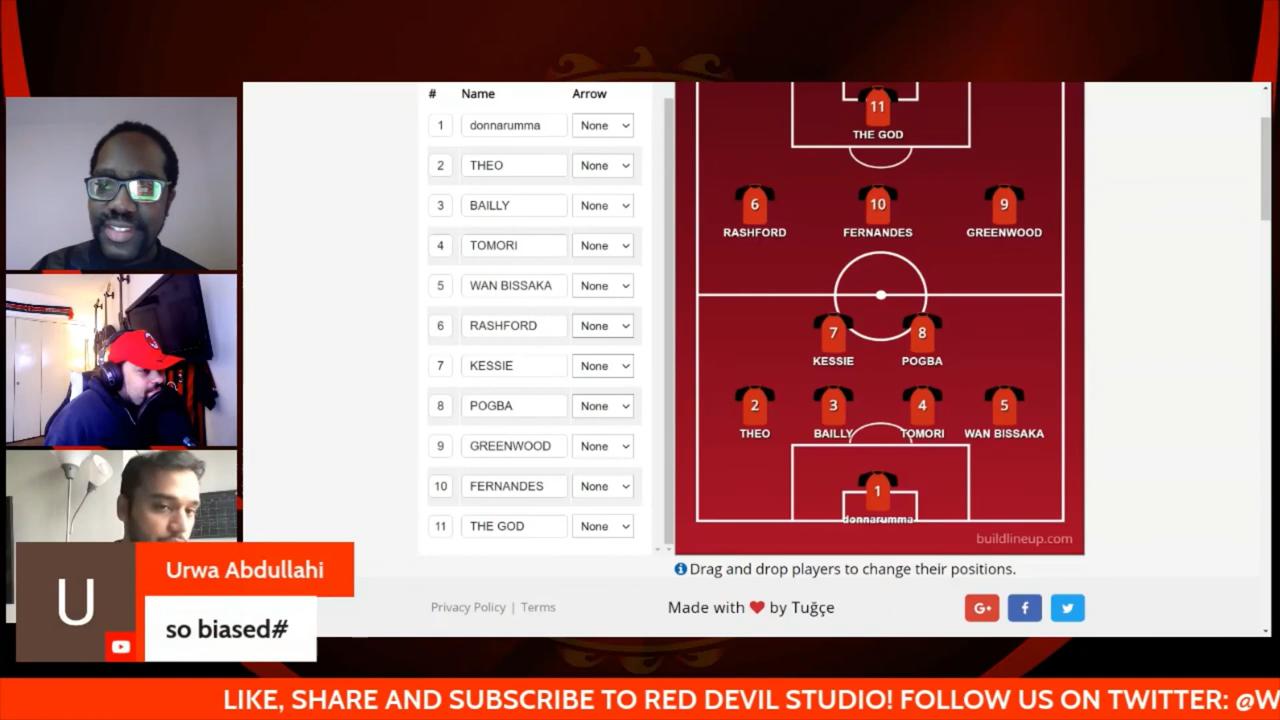 # Name Arrow
1 donnarumma None
2 THEO None
3 BAILLY None
4 TOMORI None
5 WAN BISSAKA None
6 RASHFORD None
7 KESSIE None
8 POGBA None
9 GREENWOOD None
10 FERNANDES None
11 THE GOD None
11
THE GOD
6 10 9
RASHFORD FERNANDES GREENWOOD
7 8
KESSIE POGBA
2 3 4 5
THEO BAILLY TOMORI WAN BISSAKA
1
donnarumma
buildlineup.com
Drag and drop players to change their positions.
Privacy Policy | Terms
Made with ❤ by Tuğçe
G+ f
U
Urwa Abdullahi
so biased#
LIKE, SHARE AND SUBSCRIBE TO RED DEVIL STUDIO! FOLLOW US ON TWITTER: @W